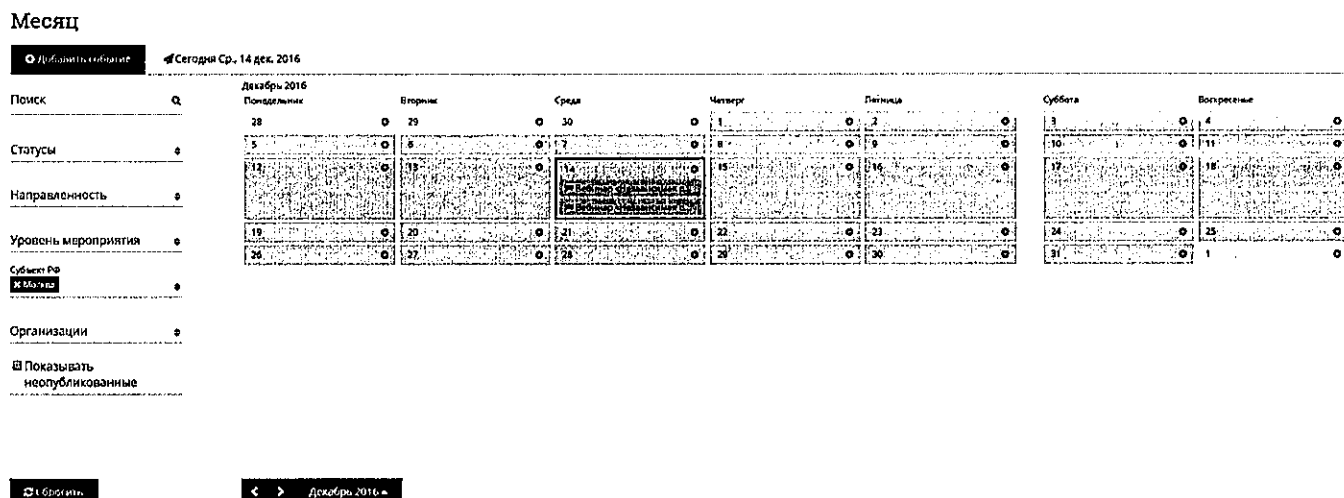 Месяц
Добавить событие
Сегодня Ср., 14 дек. 2016
Поиск
Статусы
Направленность
Уровень мероприятия
Субъект РФ
Москва
Организации
Показывать
неопубликованные
Сбросить
Декабрь 2016
Понедельник Вторник Среда Четверг Пятница Суббота Воскресенье
28 29 30 1 2 3 4
5 6 7 8 9 10 11
12 13 14 15 16 17 18
19 20 21 22 23 24 25
26 27 28 29 30 31 1
Декабрь 2016